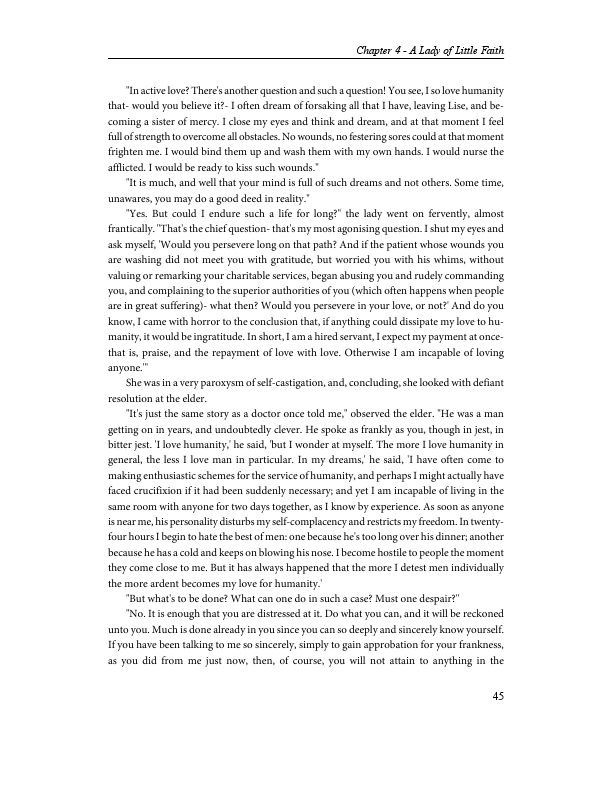 Chapter 4 - A Lady of Little Faith
"In active love? There's another question and such a question! You see, I so love humanity
that- would you believe it?- I often dream of forsaking all that I have, leaving Lise, and be-
coming a sister of mercy. I close my eyes and think and dream, and at that moment I feel
full of strength to overcome all obstacles. No wounds, no festering sores could at that moment
frighten me. I would bind them up and wash them with my own hands. I would nurse the
afflicted. I would be ready to kiss such wounds."
"It is much, and well that your mind is full of such dreams and not others. Some time,
unawares, you may do a good deed in reality."
"Yes. But could I endure such a life for long?" the lady went on fervently, almost
frantically. "That's the chief question- that's my most agonising question. I shut my eyes and
ask myself, 'Would you persevere long on that path? And if the patient whose wounds you
are washing did not meet you with gratitude, but worried you with his whims, without
valuing or remarking your charitable services, began abusing you and rudely commanding
you, and complaining to the superior authorities of you (which often happens when people
are in great suffering)- what then? Would you persevere in your love, or not?' And do you
know, I came with horror to the conclusion that, if anything could dissipate my love to hu-
manity, it would be ingratitude. In short, I am a hired servant, I expect my payment at once-
that is, praise, and the repayment of love with love. Otherwise I am incapable of loving
anyone.'"
She was in a very paroxysm of self-castigation, and, concluding, she looked with defiant
resolution at the elder.
"It's just the same story as a doctor once told me," observed the elder. "He was a man
getting on in years, and undoubtedly clever. He spoke as frankly as you, though in jest, in
bitter jest. 'I love humanity,' he said, 'but I wonder at myself. The more I love humanity in
general, the less I love man in particular. In my dreams,' he said, 'I have often come to
making enthusiastic schemes for the service of humanity, and perhaps I might actually have
faced crucifixion if it had been suddenly necessary; and yet I am incapable of living in the
same room with anyone for two days together, as I know by experience. As soon as anyone
is near me, his personality disturbs my self-complacency and restricts my freedom. In twenty-
four hours I begin to hate the best of men: one because he's too long over his dinner; another
because he has a cold and keeps on blowing his nose. I become hostile to people the moment
they come close to me. But it has always happened that the more I detest men individually
the more ardent becomes my love for humanity.'
"But what's to be done? What can one do in such a case? Must one despair?"
"No. It is enough that you are distressed at it. Do what you can, and it will be reckoned
unto you. Much is done already in you since you can so deeply and sincerely know yourself.
If you have been talking to me so sincerely, simply to gain approbation for your frankness,
as you did from me just now, then, of course, you will not attain to anything in the
45